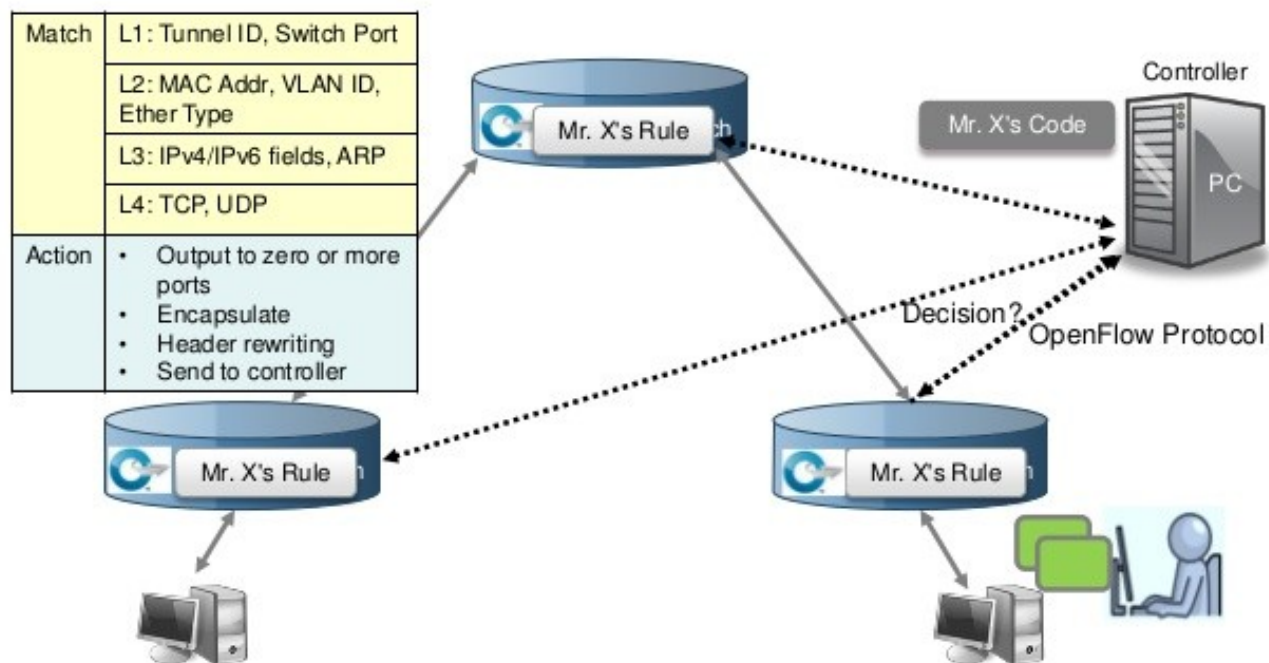 Match
L1: Tunnel ID, Switch Port
L2: MAC Addr, VLAN ID,
Ether Type
L3: IPv4/IPv6 fields, ARP
L4: TCP, UDP
Action
• Output to zero or more
ports
• Encapsulate
• Header rewriting
• Send to controller
Mr. X's Rule
Controller
Mr. X's Code
PC
Decision?
OpenFlow Protocol
Mr. X's Rule
Mr. X's Rule